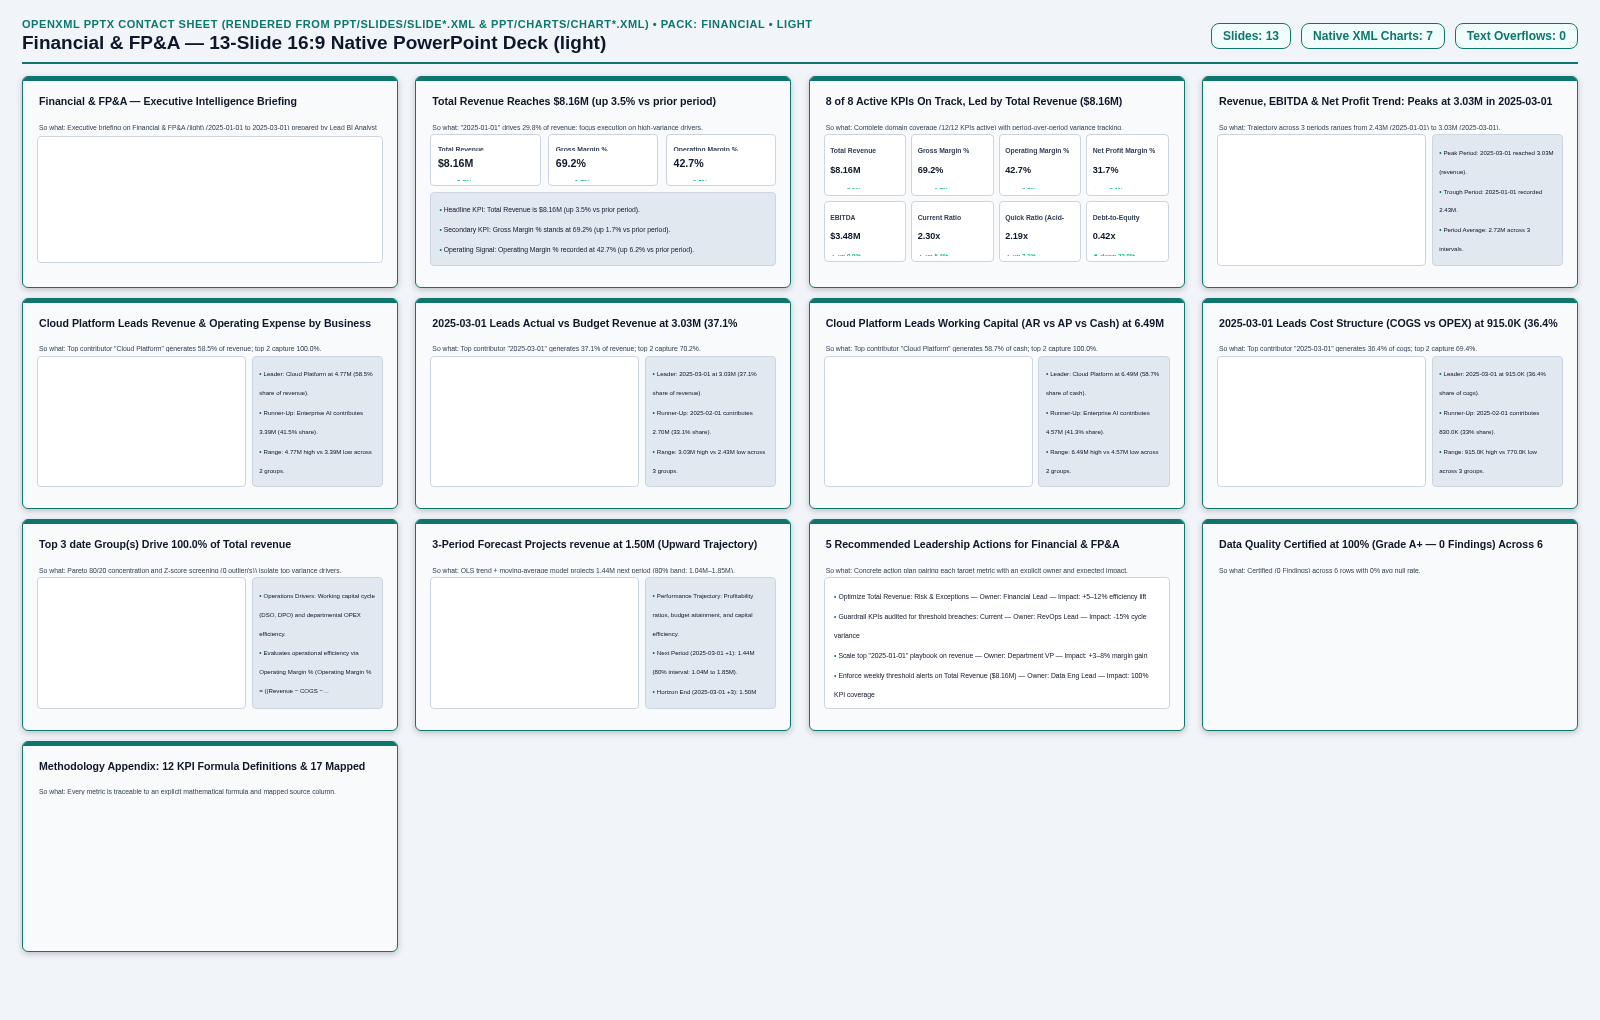 OPENXML PPTX CONTACT SHEET (RENDERED FROM PPT/SLIDES/SLIDE*.XML & PPT/CHARTS/CHART*.XML) • PACK: FINANCIAL • LIGHT
Financial & FP&A — 13-Slide 16:9 Native PowerPoint Deck (light)
Slides: 13
Native XML Charts: 7
Text Overflows: 0
Financial & FP&A — Executive Intelligence Briefing
So what: Executive briefing on Financial & FP&A (light) (2025-01-01 to 2025-03-01) prepared by Lead BI Analyst
Total Revenue Reaches $8.16M (up 3.5% vs prior period)
So what: "2025-01-01" drives 29.8% of revenue; focus execution on high-variance drivers.
Total Revenue
$8.16M
Gross Margin %
69.2%
Operating Margin %
42.7%
• Headline KPI: Total Revenue is $8.16M (up 3.5% vs prior period).
• Secondary KPI: Gross Margin % stands at 69.2% (up 1.7% vs prior period).
• Operating Signal: Operating Margin % recorded at 42.7% (up 6.2% vs prior period).
8 of 8 Active KPIs On Track, Led by Total Revenue ($8.16M)
So what: Complete domain coverage (12/12 KPIs active) with period-over-period variance tracking.
Total Revenue
$8.16M
Gross Margin %
69.2%
Operating Margin %
42.7%
Net Profit Margin %
31.7%
EBITDA
$3.48M
Current Ratio
2.30x
Quick Ratio (Acid-
2.19x
Debt-to-Equity
0.42x
Revenue, EBITDA & Net Profit Trend: Peaks at 3.03M in 2025-03-01
So what: Trajectory across 3 periods ranges from 2.43M (2025-01-01) to 3.03M (2025-03-01).
• Peak Period: 2025-03-01 reached 3.03M
(revenue).
• Trough Period: 2025-01-01 recorded
2.43M.
• Period Average: 2.72M across 3
intervals.
Cloud Platform Leads Revenue & Operating Expense by Business
So what: Top contributor "Cloud Platform" generates 58.5% of revenue; top 2 capture 100.0%.
• Leader: Cloud Platform at 4.77M (58.5%
share of revenue).
• Runner-Up: Enterprise AI contributes
3.39M (41.5% share).
• Range: 4.77M high vs 3.39M low across
2 groups.
2025-03-01 Leads Actual vs Budget Revenue at 3.03M (37.1%
So what: Top contributor "2025-03-01" generates 37.1% of revenue; top 2 capture 70.2%.
• Leader: 2025-03-01 at 3.03M (37.1%
share of revenue).
• Runner-Up: 2025-02-01 contributes
2.70M (33.1% share).
• Range: 3.03M high vs 2.43M low across
3 groups.
Cloud Platform Leads Working Capital (AR vs AP vs Cash) at 6.49M
So what: Top contributor "Cloud Platform" generates 58.7% of cash; top 2 capture 100.0%.
• Leader: Cloud Platform at 6.49M (58.7%
share of cash).
• Runner-Up: Enterprise AI contributes
4.57M (41.3% share).
• Range: 6.49M high vs 4.57M low across
2 groups.
2025-03-01 Leads Cost Structure (COGS vs OPEX) at 915.0K (36.4%
So what: Top contributor "2025-03-01" generates 36.4% of cogs; top 2 capture 69.4%.
• Leader: 2025-03-01 at 915.0K (36.4%
share of cogs).
• Runner-Up: 2025-02-01 contributes
830.0K (33% share).
• Range: 915.0K high vs 770.0K low
across 3 groups.
Top 3 date Group(s) Drive 100.0% of Total revenue
So what: Pareto 80/20 concentration and Z-score screening (0 outlier(s)) isolate top variance drivers.
• Operations Drivers: Working capital cycle
(DSO, DPO) and departmental OPEX
efficiency.
• Evaluates operational efficiency via
Operating Margin % (Operating Margin %
= ((Revenue − COGS −…
3-Period Forecast Projects revenue at 1.50M (Upward Trajectory)
So what: OLS trend + moving-average model projects 1.44M next period (80% band: 1.04M–1.85M).
• Performance Trajectory: Profitability
ratios, budget attainment, and capital
efficiency.
• Next Period (2025-03-01 +1): 1.44M
(80% interval: 1.04M to 1.85M).
• Horizon End (2025-03-01 +3): 1.50M
5 Recommended Leadership Actions for Financial & FP&A
So what: Concrete action plan pairing each target metric with an explicit owner and expected impact.
• Optimize Total Revenue: Risk & Exceptions — Owner: Financial Lead — Impact: +5–12% efficiency lift
• Guardrail KPIs audited for threshold breaches: Current — Owner: RevOps Lead — Impact: -15% cycle
variance
• Scale top "2025-01-01" playbook on revenue — Owner: Department VP — Impact: +3–8% margin gain
• Enforce weekly threshold alerts on Total Revenue ($8.16M) — Owner: Data Eng Lead — Impact: 100%
KPI coverage
Data Quality Certified at 100% (Grade A+ — 0 Findings) Across 6
So what: Certified (0 Findings) across 6 rows with 0% avg null rate.
Methodology Appendix: 12 KPI Formula Definitions & 17 Mapped
So what: Every metric is traceable to an explicit mathematical formula and mapped source column.